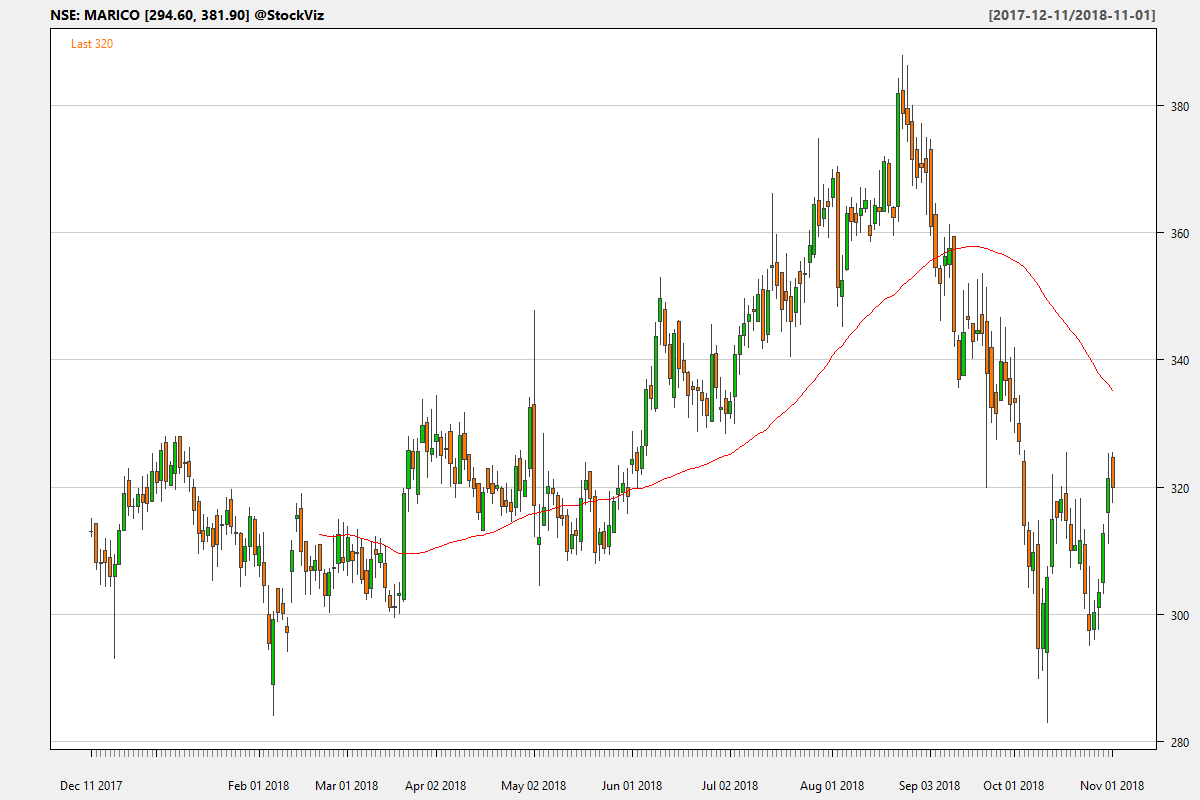 NSE: MARICO [294.60, 381.90] @StockViz
[2017-12-11/2018-11-01]
Last 320
380
360
340
320
300
280
Dec 11 2017
Feb 01 2018
Mar 01 2018
Apr 02 2018
May 02 2018
Jun 01 2018
Jul 02 2018
Aug 01 2018
Sep 03 2018
Oct 01 2018
Nov 01 2018